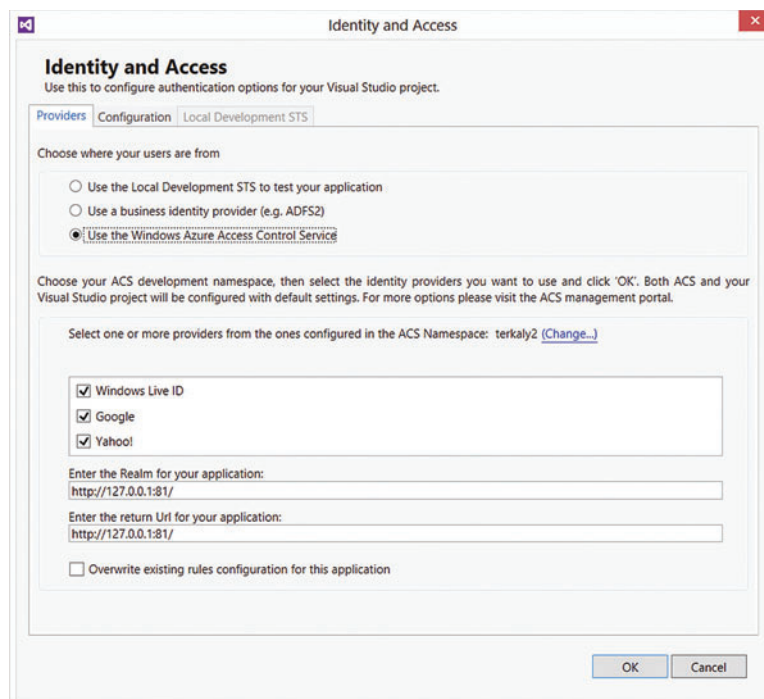 Identity and Access
Identity and Access
Use this to configure authentication options for your Visual Studio project.
Providers Configuration Local Development STS
Choose where your users are from
Use the Local Development STS to test your application
Use a business identity provider (e.g. ADFS2)
Use the Windows Azure Access Control Service
Choose your ACS development namespace, then select the identity providers you want to use and click 'OK'. Both ACS and your
Visual Studio project will be configured with default settings. For more options please visit the ACS management portal.
Select one or more providers from the ones configured in the ACS Namespace: terkaly2 (Change...)
Windows Live ID
Google
Yahoo!
Enter the Realm for your application:
http://127.0.0.1:81/
Enter the return Url for your application:
http://127.0.0.1:81/
Overwrite existing rules configuration for this application
OK Cancel